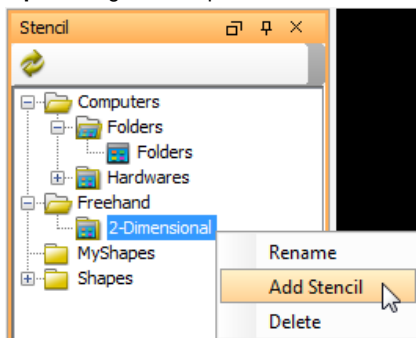 Stencil
Computers
Folders
Folders
Hardwares
Freehand
2-Dimensional
MyShapes
Shapes
Rename
Add Stencil
Delete